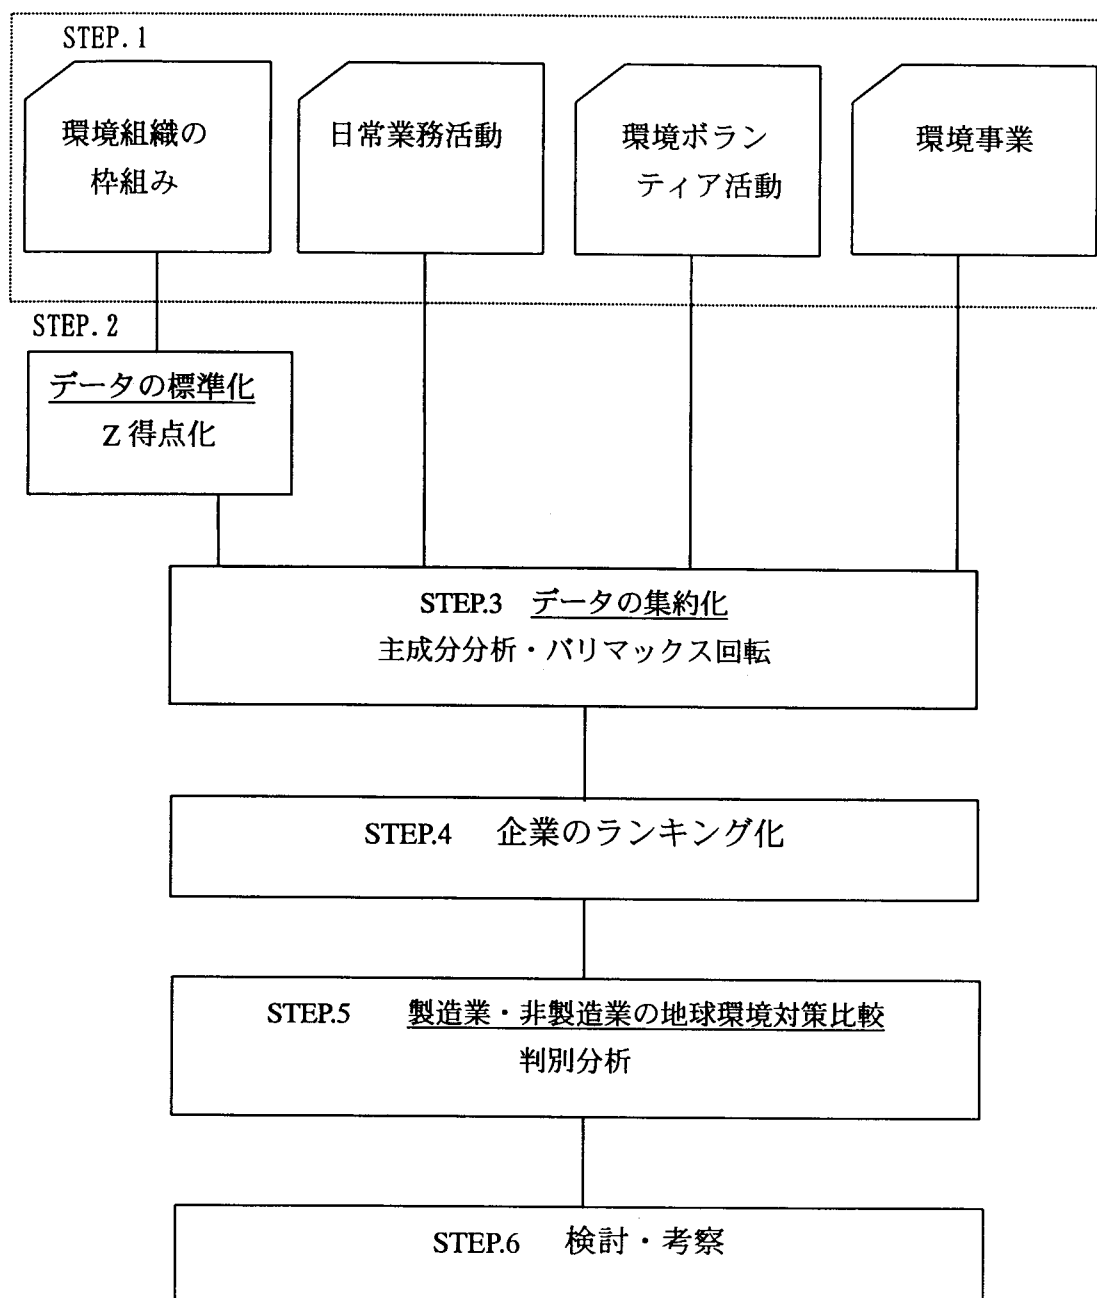 STEP.1
環境組織の
枠組み
日常業務活動
環境ボラン
ティア活動
環境事業
STEP.2
データの標準化
Z得点化
STEP.3 データの集約化
主成分分析・バリマックス回転
STEP.4 企業のランキング化
STEP.5 製造業・非製造業の地球環境対策比較
判別分析
STEP.6 検討・考察